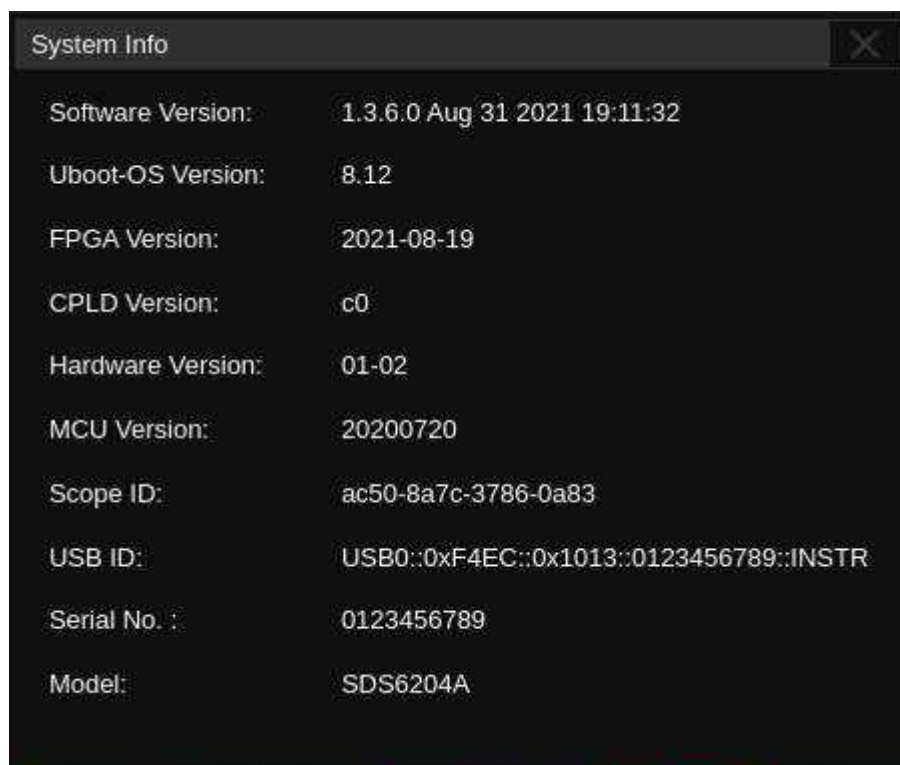 System Info
Software Version: 1.3.6.0 Aug 31 2021 19:11:32
Uboot-OS Version: 8.12
FPGA Version: 2021-08-19
CPLD Version: c0
Hardware Version: 01-02
MCU Version: 20200720
Scope ID: ac50-8a7c-3786-0a83
USB ID: USB0::0xF4EC::0x1013::0123456789::INSTR
Serial No. : 0123456789
Model: SDS6204A